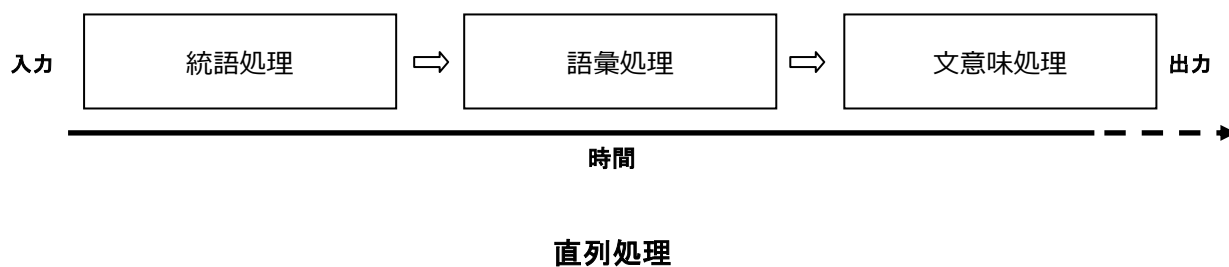 入力 統語処理 ⇨ 語彙処理 ⇨ 文意味処理 出力
時間
直列処理